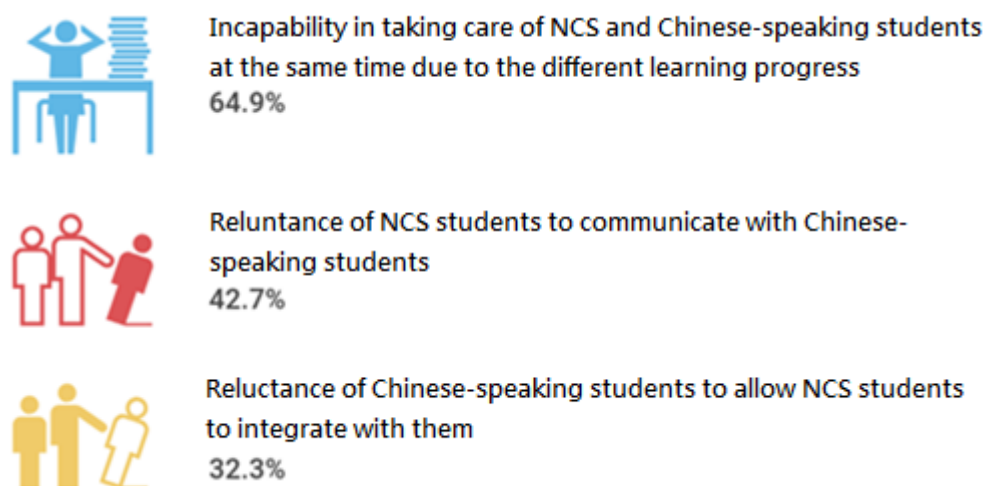 Incapability in taking care of NCS and Chinese-speaking students
at the same time due to the different learning progress
64.9%
Reluntance of NCS students to communicate with Chinese-
speaking students
42.7%
Reluctance of Chinese-speaking students to allow NCS students
to integrate with them
32.3%